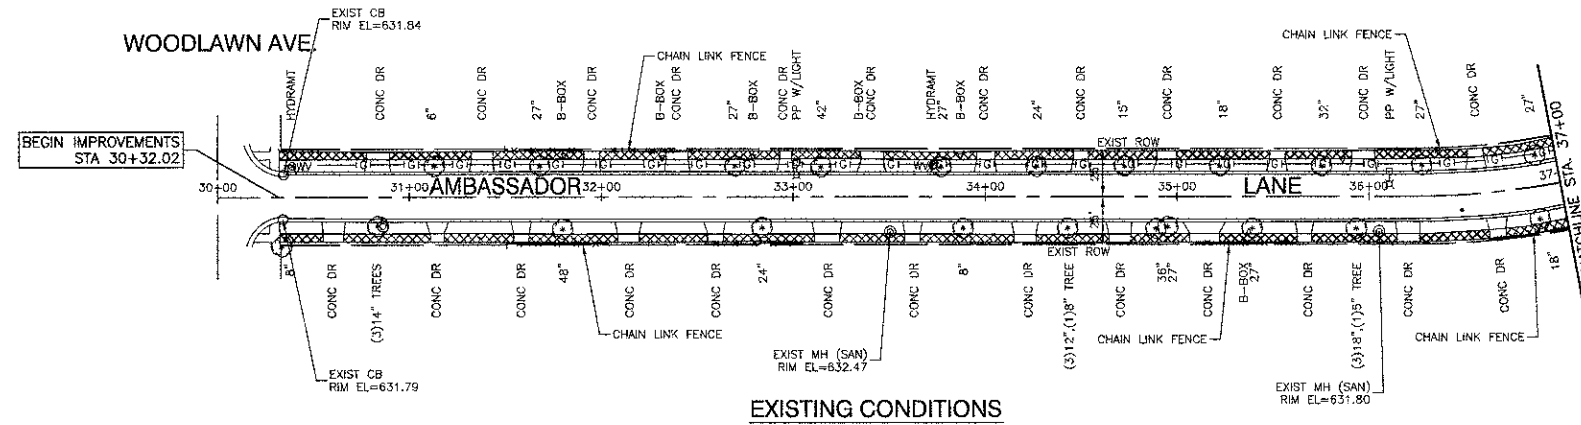 EXIST CB
RIM EL=631.84
WOODLAWN AVE.
CHAIN LINK FENCE
CHAIN LINK FENCE
HYDRAMT
CONC DR
6"
CONC DR
27"
B-BOX
CONC DR
B-BOX
CONC DR
27"
B-BOX
CONC DR
PP W/LIGHT
42"
B-BOX
CONC DR
HYDRAMT
27"
B-BOX
CONC DR
24"
CONC DR
15"
CONC DR
18"
CONC DR
32"
CONC DR
PP W/LIGHT
27"
CONC DR
27"
BEGIN IMPROVEMENTS
STA 30+32.02
EXIST ROW
30+00
31+00
AMBASSADOR
32+00
33+00
34+00
35+00
LANE
36+00
37+00
EXIST ROW
8"
CONC DR
(3)14" TREES
CONC DR
CONC DR
48"
CONC DR
CONC DR
24"
CONC DR
CONC DR
8"
CONC DR
(3)12",(1)8" TREE
CONC DR
36"
27"
CONC DR
B-BOX
27"
CONC DR
(3)18",(1)5" TREE
CONC DR
CONC DR
18"
CHAIN LINK FENCE
CHAIN LINK FENCE
CHAIN LINK FENCE
EXIST MH (SAN)
RIM EL=632.47
EXIST CB
RIM EL=631.79
EXIST MH (SAN)
RIM EL=631.80
EXISTING CONDITIONS